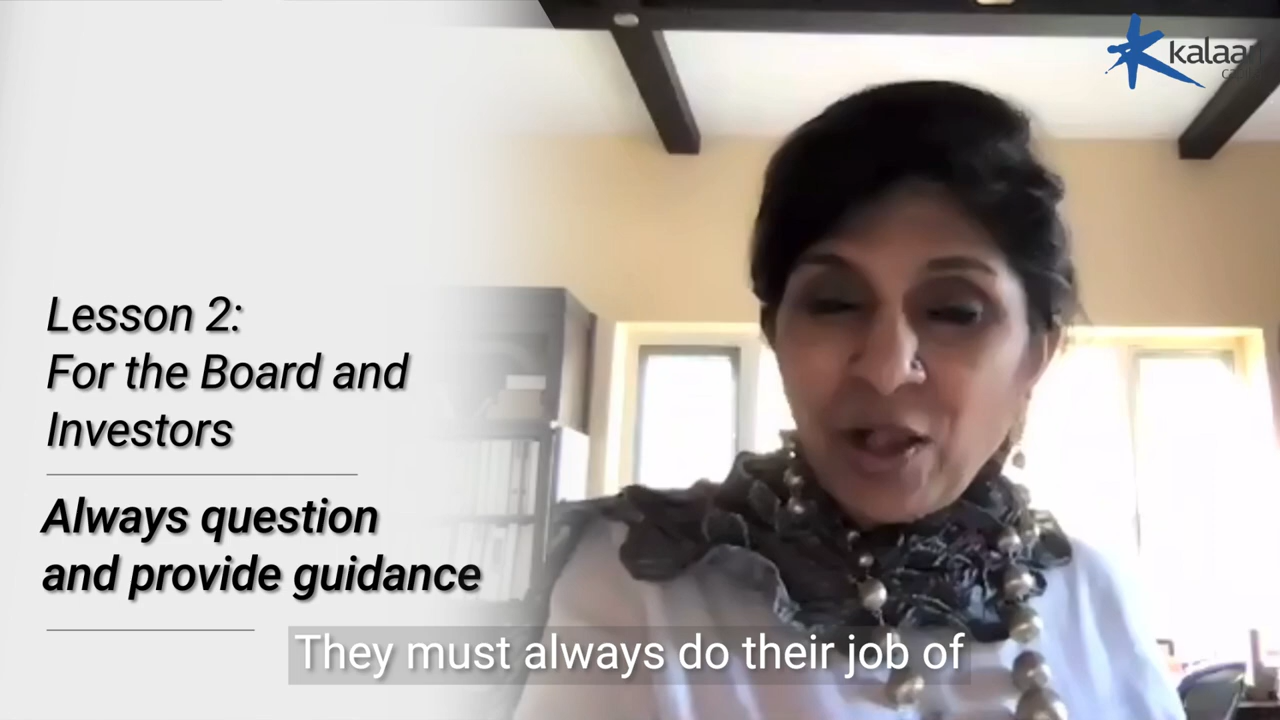 kalaari
Lesson 2:
For the Board and
Investors
Always question
and provide guidance
They must always do their job of